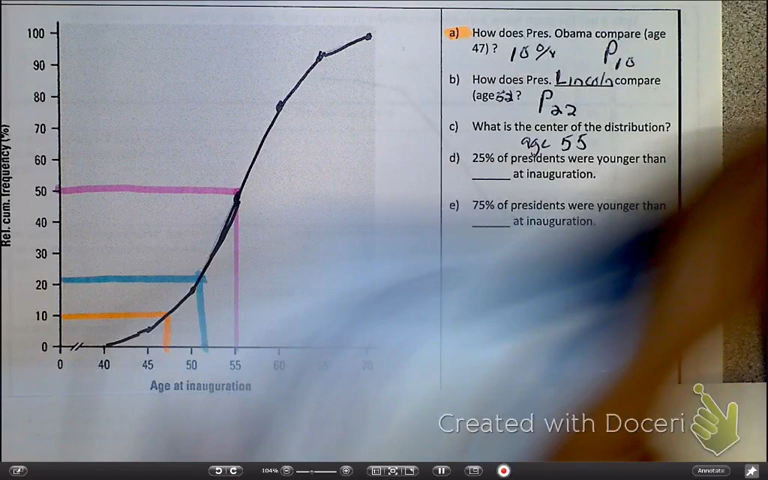 100
90
80
70
60
50
40
30
20
10
0
Rel. cum. frequency (%)
0 40 45 50 55 60 65 70
Age at inauguration
a) How does Pres. Obama compare (age
47) ? 10% P10
b) How does Pres. Lincoln compare
(age 52? P22
c) What is the center of the distribution?
age 55
d) 25% of presidents were younger than
______ at inauguration.
e) 75% of presidents were younger than
______ at inauguration.
Created with Doceri
104%
Annotate